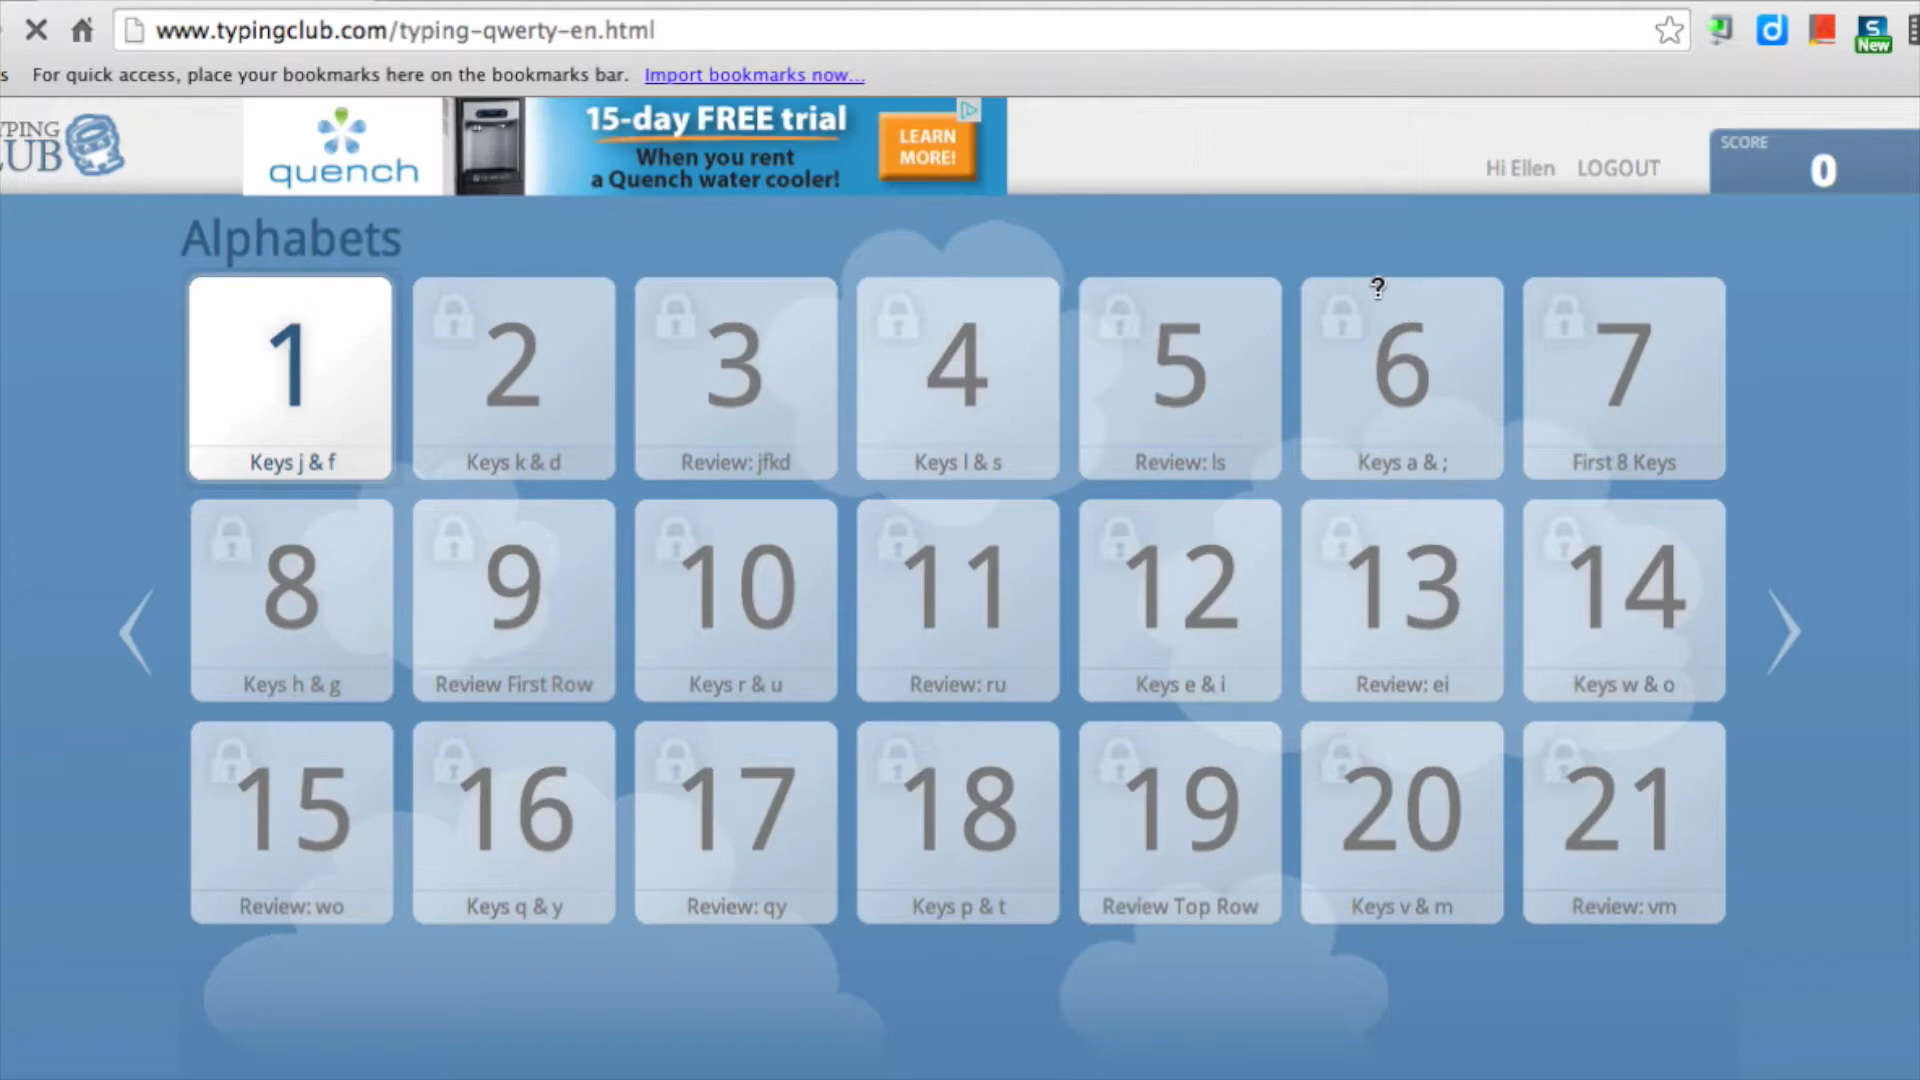 www.typingclub.com/typing-qwerty-en.html
New
s For quick access, place your bookmarks here on the bookmarks bar. Import bookmarks now...
YPING
UB
quench
15-day FREE trial
When you rent
a Quench water cooler!
LEARN
MORE!
Hi Ellen LOGOUT
SCORE
0
Alphabets
1 2 3 4 5 6 7
Keys j & f Keys k & d Review: jfkd Keys l & s Review: ls Keys a & ; First 8 Keys
8 9 10 11 12 13 14
Keys h & g Review First Row Keys r & u Review: ru Keys e & i Review: ei Keys w & o
15 16 17 18 19 20 21
Review: wo Keys q & y Review: qy Keys p & t Review Top Row Keys v & m Review: vm